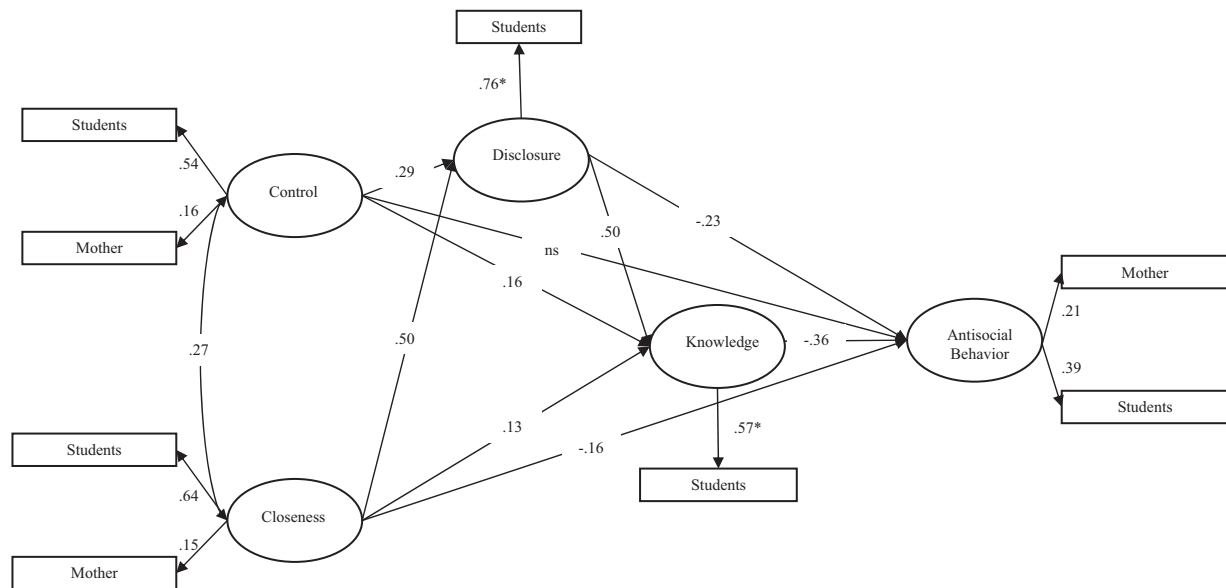 Students
.76*
Students
Disclosure
.54
.29
Control
.16
-.23
.50
Mother
ns
Mother
.16
.21
Knowledge
-.36
Antisocial
Behavior
.27
.50
.39
Students
.13
.57*
Students
-.16
.64
Students
Closeness
.15
Mother